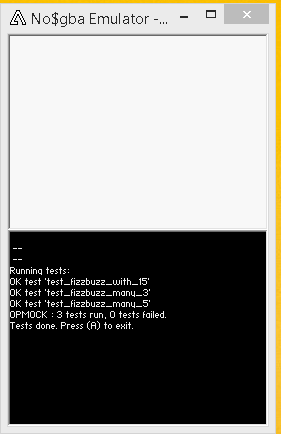 No$gba Emulator -...
--
--
Running tests:
OK test 'test_fizzbuzz_with_15'
OK test 'test_fizzbuzz_many_3'
OK test 'test_fizzbuzz_many_5'
OPMOCK : 3 tests run, 0 tests failed.
Tests done. Press (A) to exit.